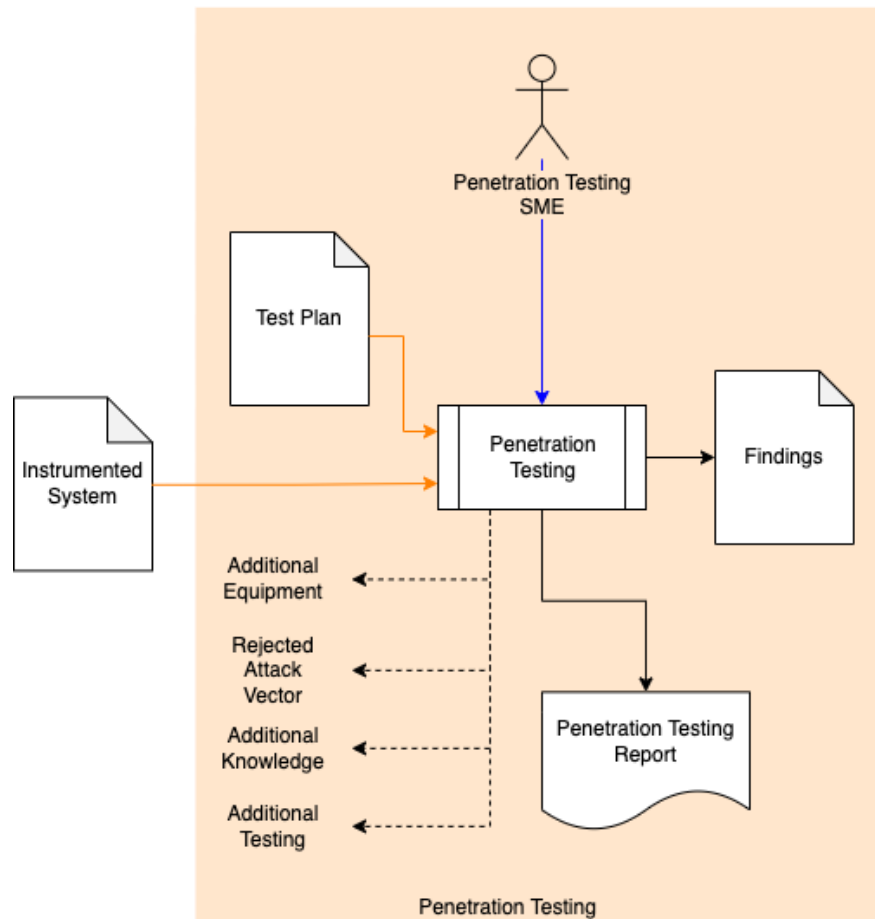 Penetration Testing
SME
Test Plan
Instrumented
System
Penetration
Testing
Findings
Additional
Equipment
Rejected
Attack
Vector
Additional
Knowledge
Additional
Testing
Penetration Testing
Report
Penetration Testing